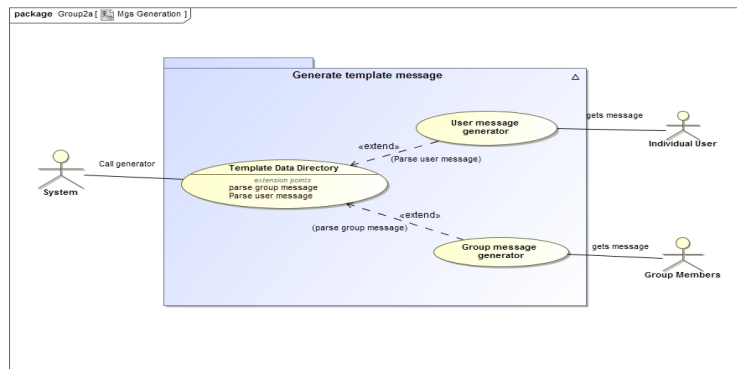 package Group2a [ Mgs Generation ]
Generate template message
User message
generator
gets message
Individual User
«extend»
(Parse user message)
Call generator
System
Template Data Directory
extension points
parse group message
Parse user message
«extend»
(parse group message)
Group message
generator
gets message
Group Members